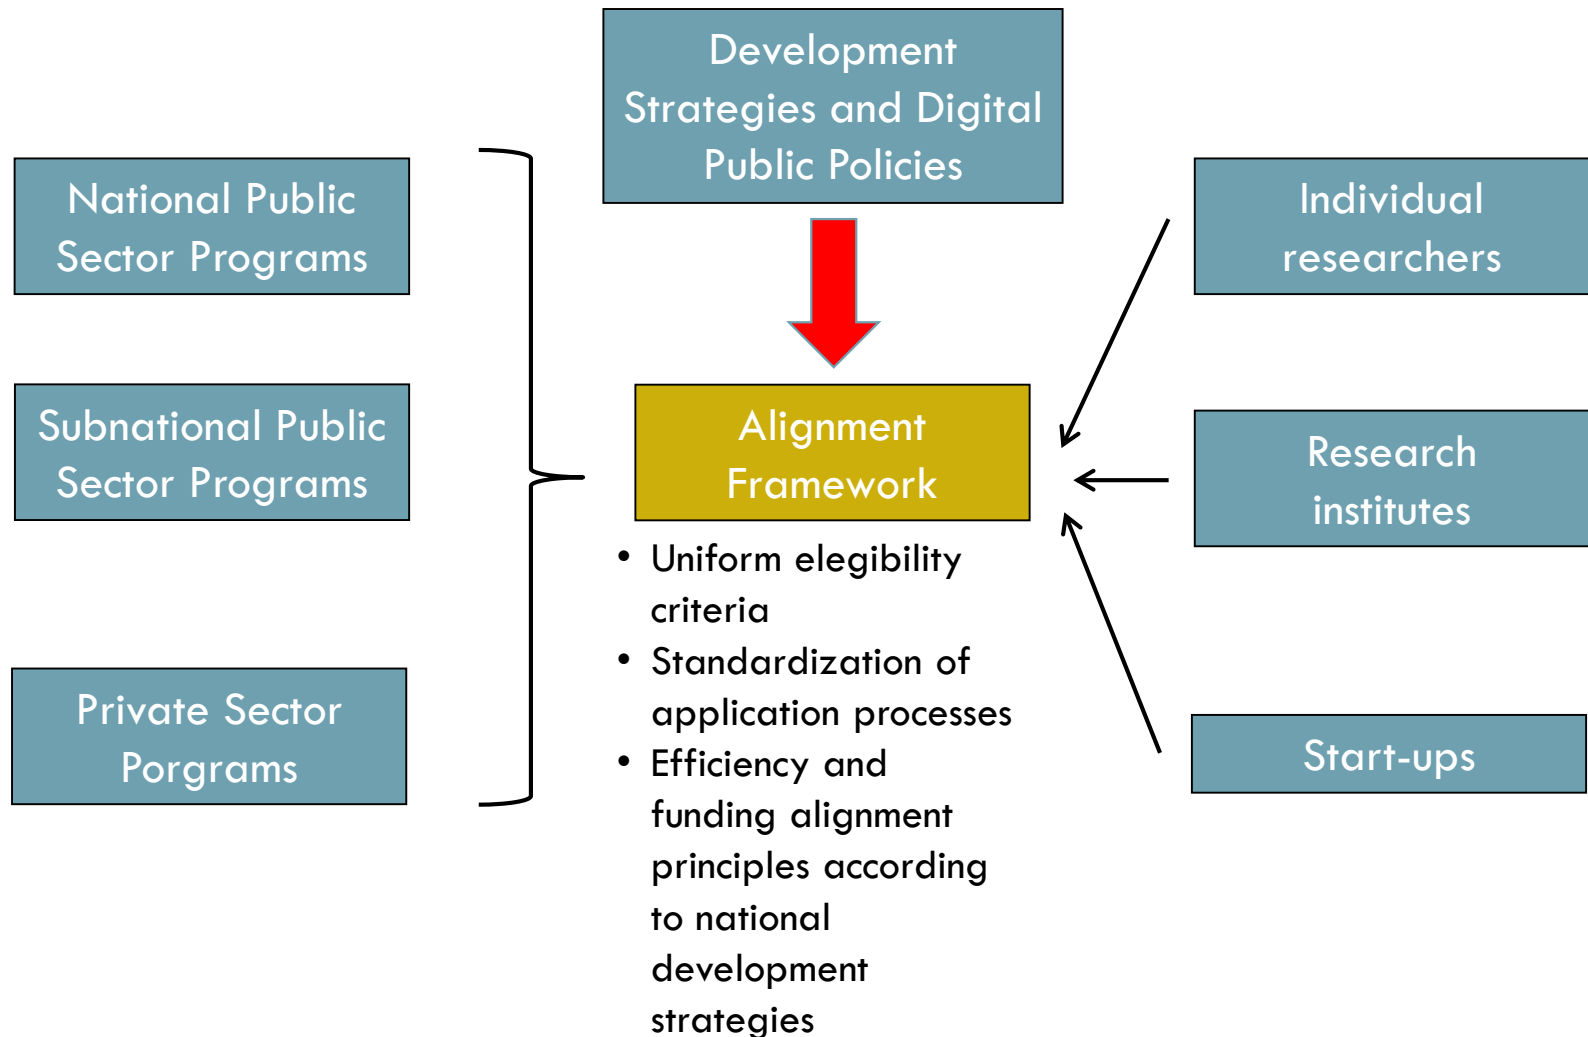 Development
Strategies and Digital
Public Policies
National Public
Sector Programs
Subnational Public
Sector Programs
Private Sector
Porgrams
Alignment
Framework
• Uniform elegibility
criteria
• Standardization of
application processes
• Efficiency and
funding alignment
principles according
to national
development
strategies
Individual
researchers
Research
institutes
Start-ups